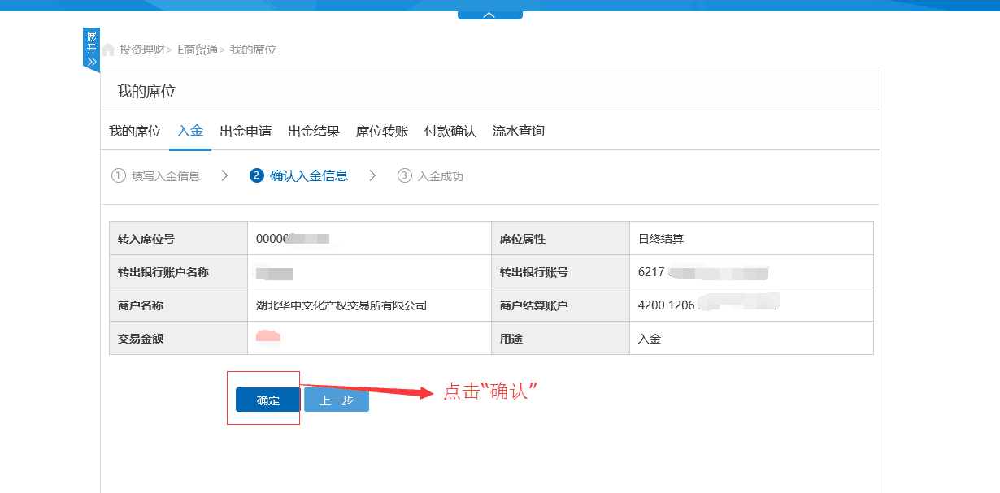 展开
投资理财> E商贸通> 我的席位
我的席位
我的席位 入金 出金申请 出金结果 席位转账 付款确认 流水查询
1 填写入金信息 2 确认入金信息 3 入金成功
转入席位号 00000 席位属性 日终结算
转出银行账户名称 转出银行账号 6217
商户名称 湖北华中文化产权交易所有限公司 商户结算账户 4200 1206
交易金额 用途 入金
确定 上一步 点击“确认”